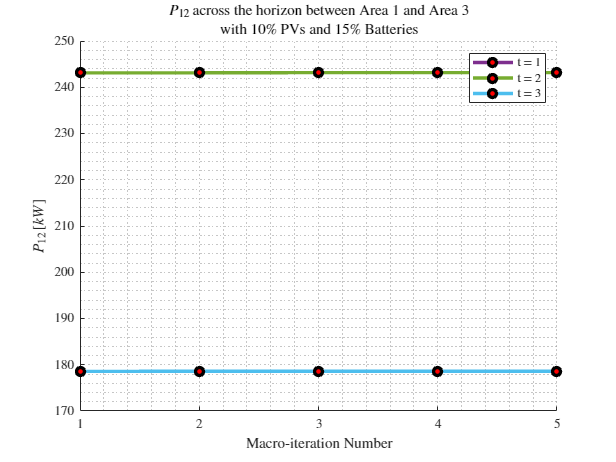 P12 across the horizon between Area 1 and Area 3
with 10% PVs and 15% Batteries
250
240
230
220
210
200
190
180
170
P12 [kW]
t = 1
t = 2
t = 3
1 2 3 4 5
Macro-iteration Number